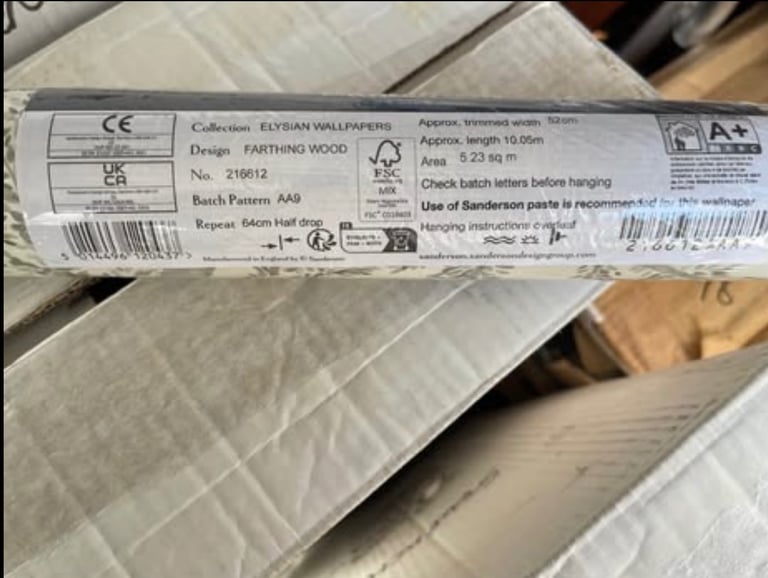 CE
UK
CA
5 014496 120437 >
Collection ELYSIAN WALLPAPERS
Design FARTHING WOOD
No. 216612
Batch Pattern AA9
Repeat 64cm Half drop
Manufactured in England by © Sanderson
FSC
MIX
Approx. trimmed width 52cm
Approx. length 10.05m
Area 5.23 sq m
Check batch letters before hanging
Use of Sanderson paste is recommended for this wallpaper
Hanging instructions overleaf
sanderson.sandersondesigngroup.com
A+